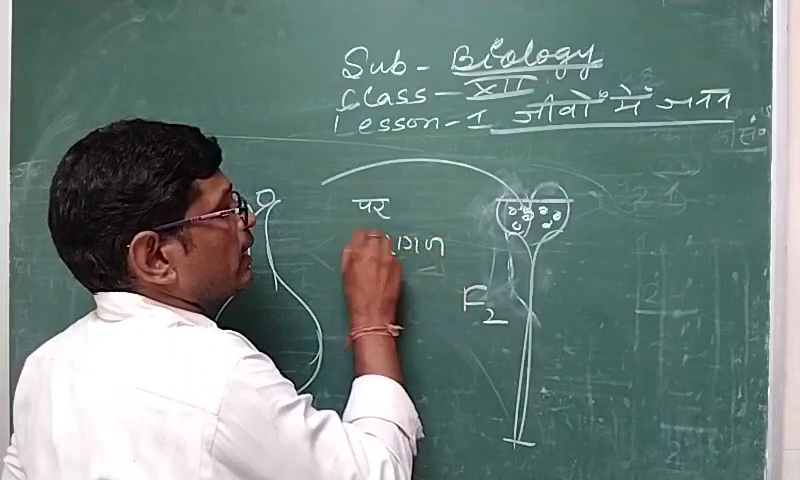 Sub- Biology
Class - XII
Lesson-1 जीवों में जनन
पर
F2